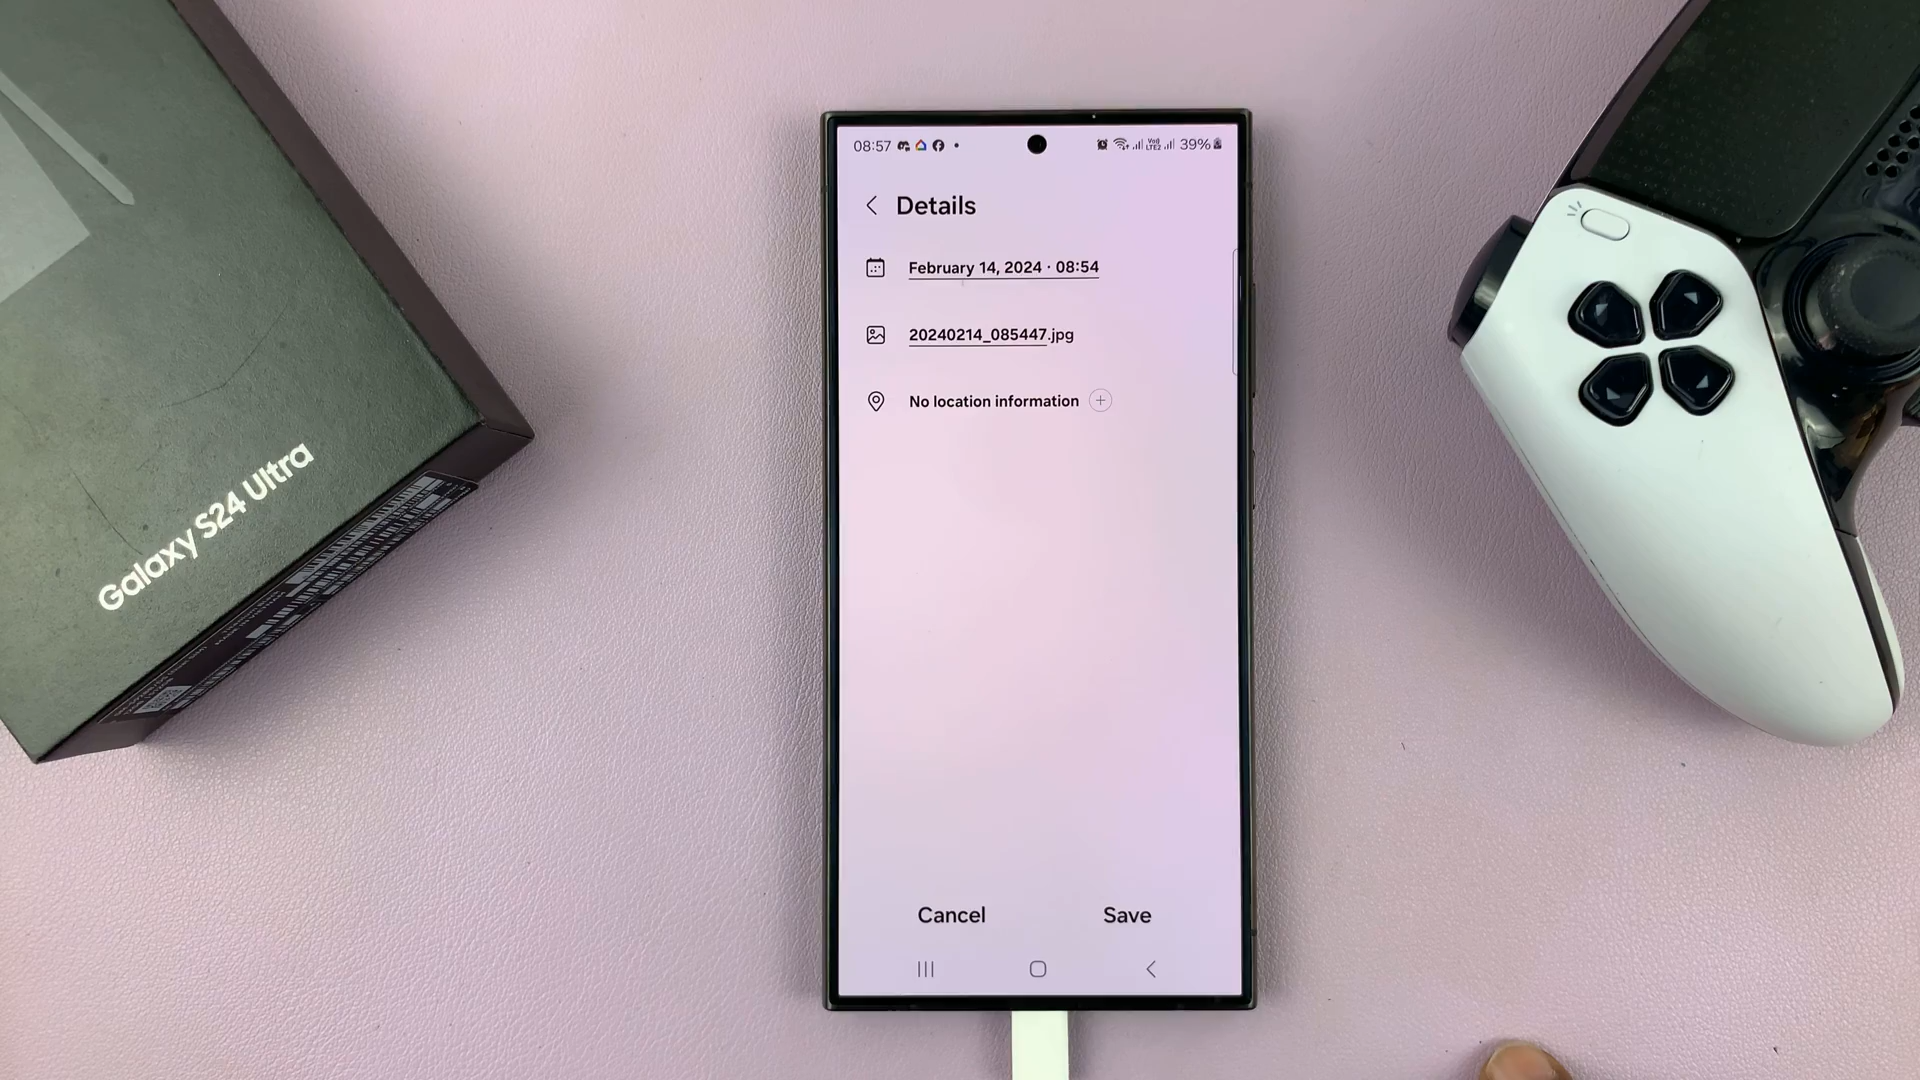 Galaxy S24 Ultra
08:57
39%
Details
February 14, 2024 · 08:54
20240214_085447.jpg
No location information
Cancel
Save